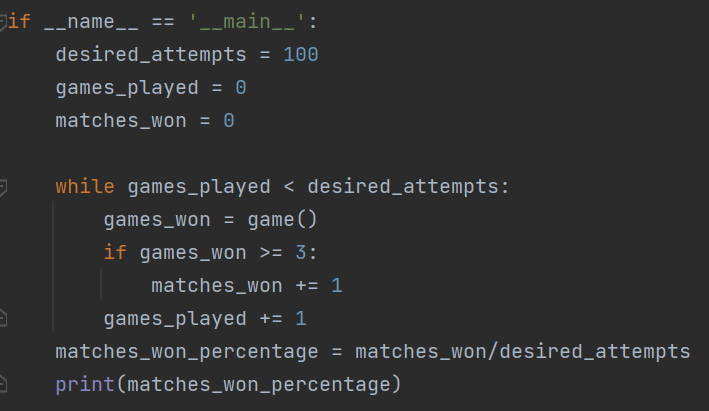 if __name__ == '__main__':
    desired_attempts = 100
    games_played = 0
    matches_won = 0

    while games_played < desired_attempts:
        games_won = game()
        if games_won >= 3:
            matches_won += 1
        games_played += 1
    matches_won_percentage = matches_won/desired_attempts
    print(matches_won_percentage)